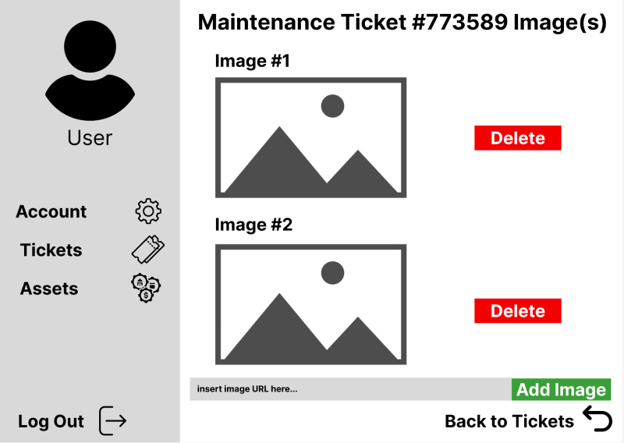 Maintenance Ticket #773589 Image(s)
User
Account
Tickets
Assets
Log Out
Image #1
Delete
Image #2
Delete
insert image URL here...
Add Image
Back to Tickets